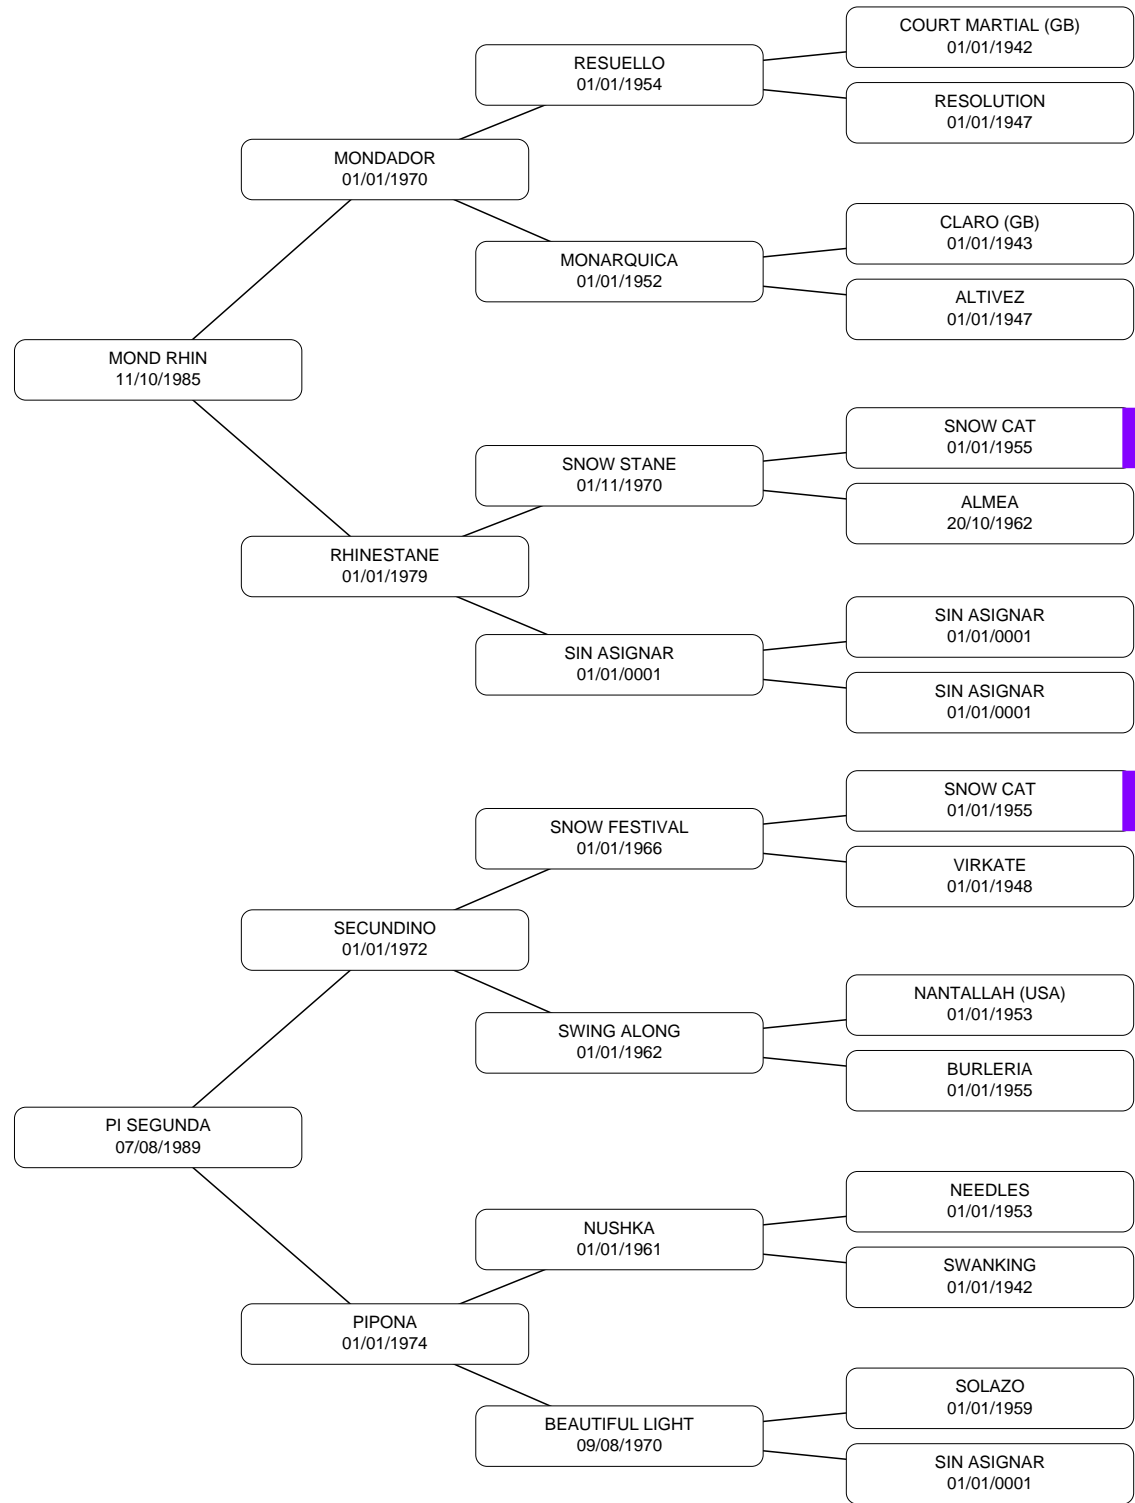 COURT MARTIAL (GB)
01/01/1942
RESUELLO
01/01/1954
RESOLUTION
01/01/1947
MONDADOR
01/01/1970
CLARO (GB)
01/01/1943
MONARQUICA
01/01/1952
ALTIVEZ
01/01/1947
MOND RHIN
11/10/1985
SNOW CAT
01/01/1955
SNOW STANE
01/11/1970
ALMEA
20/10/1962
RHINESTANE
01/01/1979
SIN ASIGNAR
01/01/0001
SIN ASIGNAR
01/01/0001
SIN ASIGNAR
01/01/0001
SNOW CAT
01/01/1955
SNOW FESTIVAL
01/01/1966
VIRKATE
01/01/1948
SECUNDINO
01/01/1972
NANTALLAH (USA)
01/01/1953
SWING ALONG
01/01/1962
BURLERIA
01/01/1955
PI SEGUNDA
07/08/1989
NEEDLES
01/01/1953
NUSHKA
01/01/1961
SWANKING
01/01/1942
PIPONA
01/01/1974
SOLAZO
01/01/1959
BEAUTIFUL LIGHT
09/08/1970
SIN ASIGNAR
01/01/0001